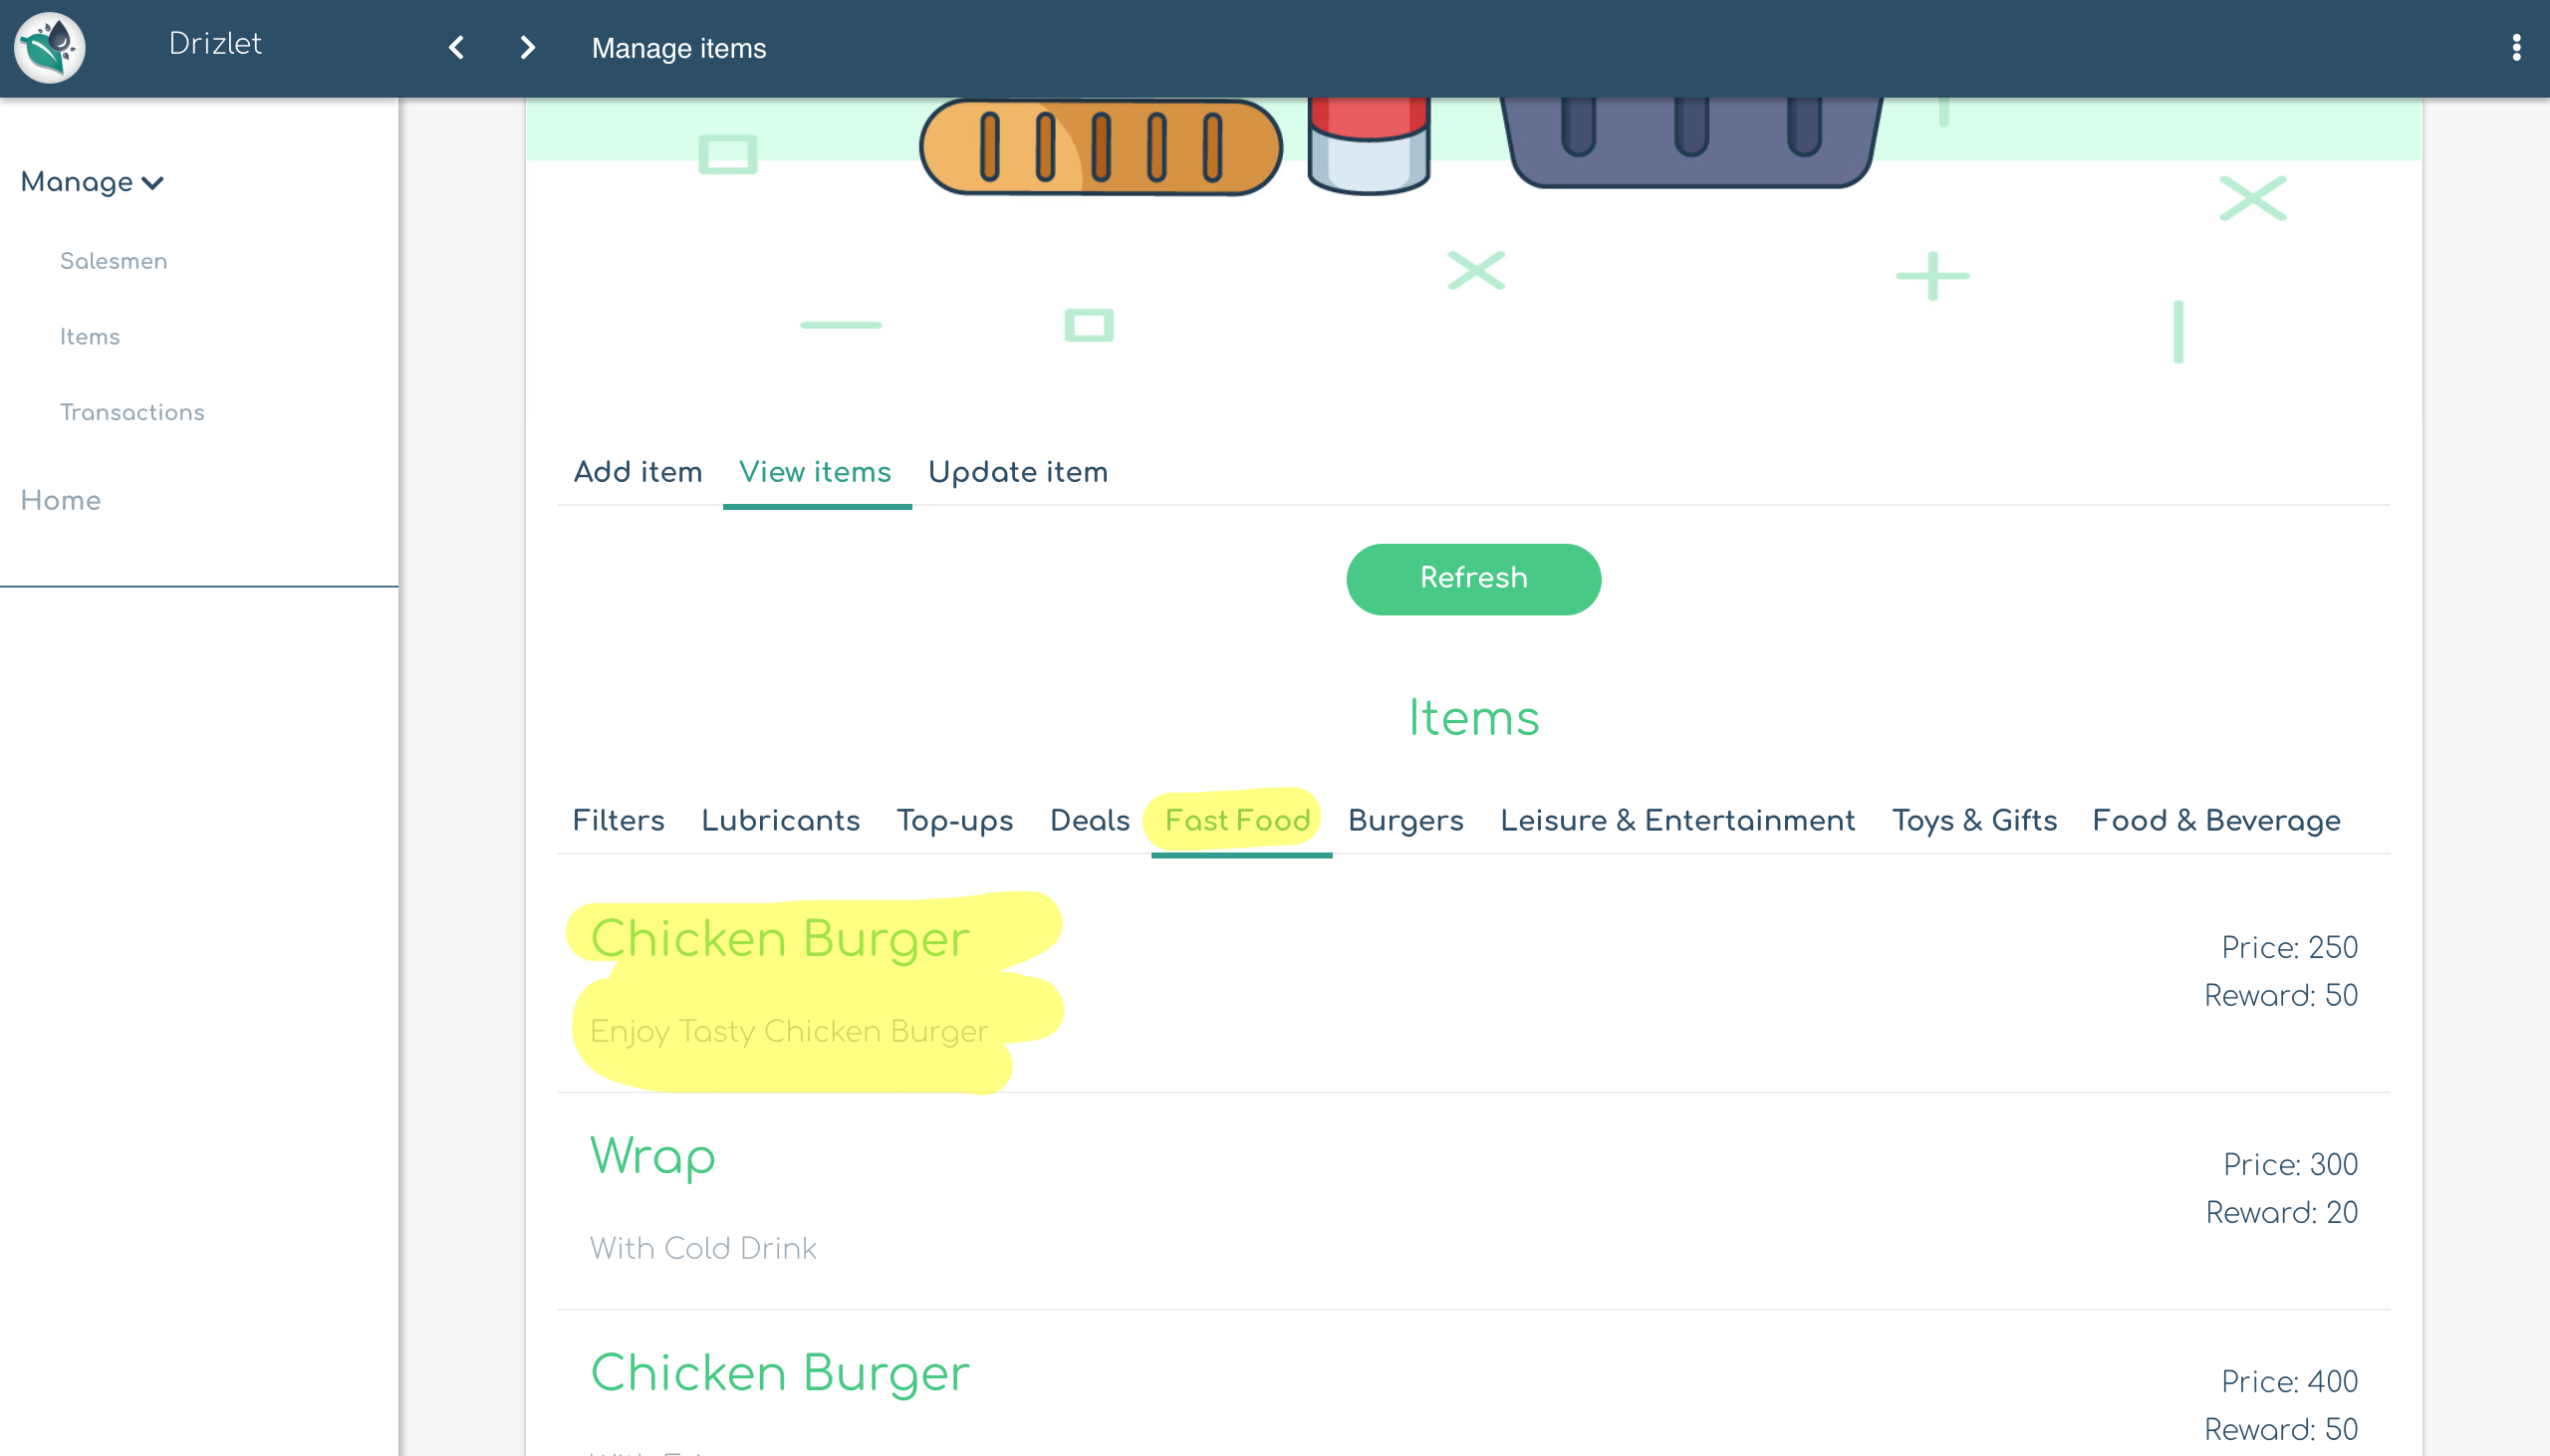 Drizlet
Manage items
Manage
Salesmen
Items
Transactions
Home
Add item View items Update item
Refresh
Items
Filters Lubricants Top-ups Deals Fast Food Burgers Leisure & Entertainment Toys & Gifts Food & Beverage
Chicken Burger
Price: 250
Reward: 50
Enjoy Tasty Chicken Burger
Wrap
Price: 300
Reward: 20
With Cold Drink
Chicken Burger
Price: 400
Reward: 50